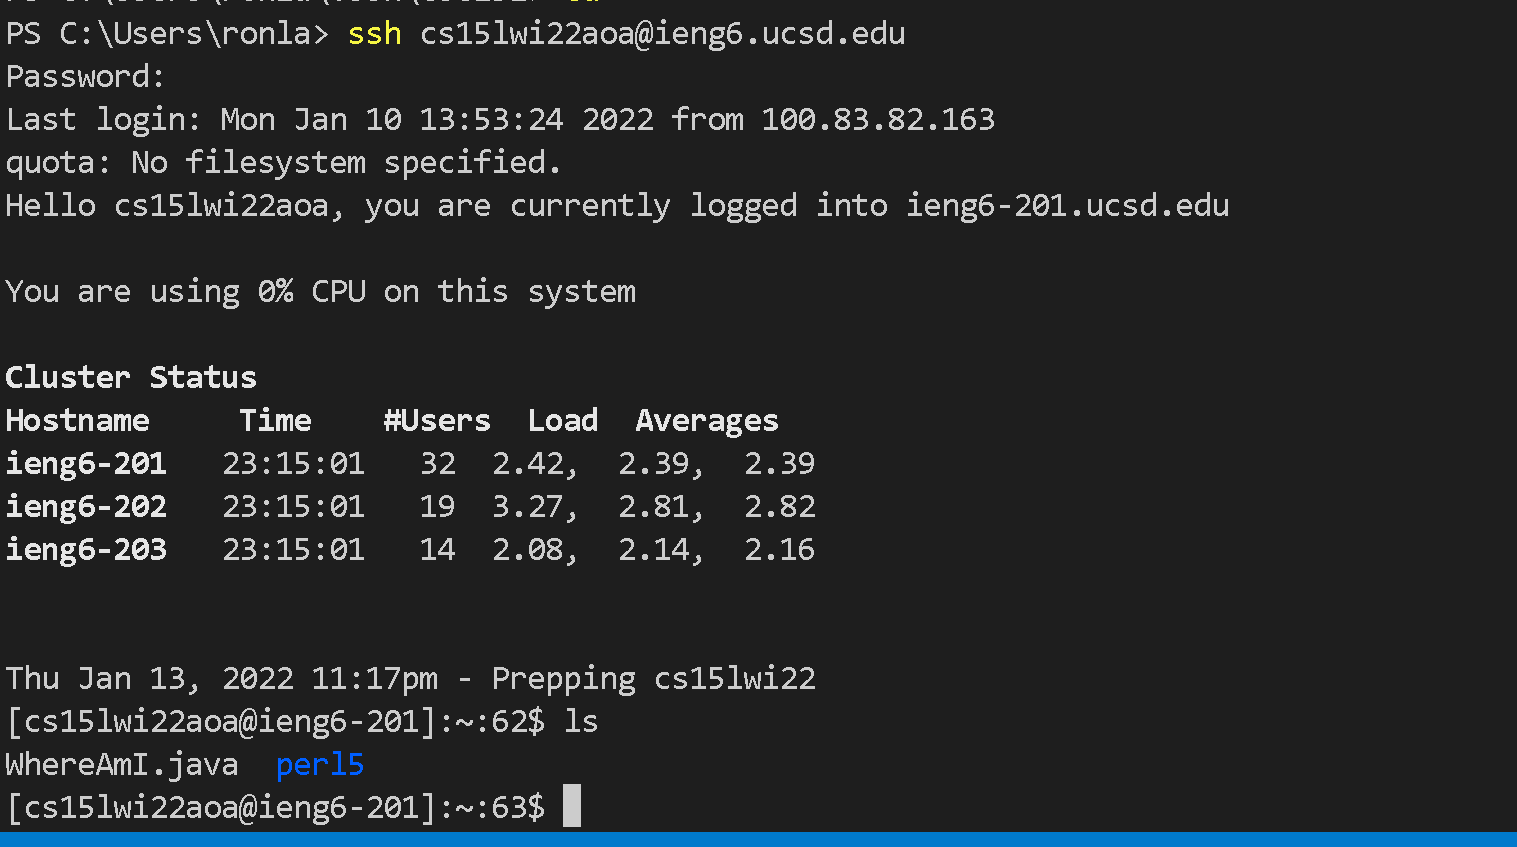 PS C:\Users\ronla> ssh cs15lwi22aoa@ieng6.ucsd.edu
Password:
Last login: Mon Jan 10 13:53:24 2022 from 100.83.82.163
quota: No filesystem specified.
Hello cs15lwi22aoa, you are currently logged into ieng6-201.ucsd.edu
You are using 0% CPU on this system
Cluster Status
Hostname     Time    #Users  Load  Averages
ieng6-201   23:15:01   32  2.42,  2.39,  2.39
ieng6-202   23:15:01   19  3.27,  2.81,  2.82
ieng6-203   23:15:01   14  2.08,  2.14,  2.16
Thu Jan 13, 2022 11:17pm - Prepping cs15lwi22
[cs15lwi22aoa@ieng6-201]:~:62$ ls
WhereAmI.java  perl5
[cs15lwi22aoa@ieng6-201]:~:63$